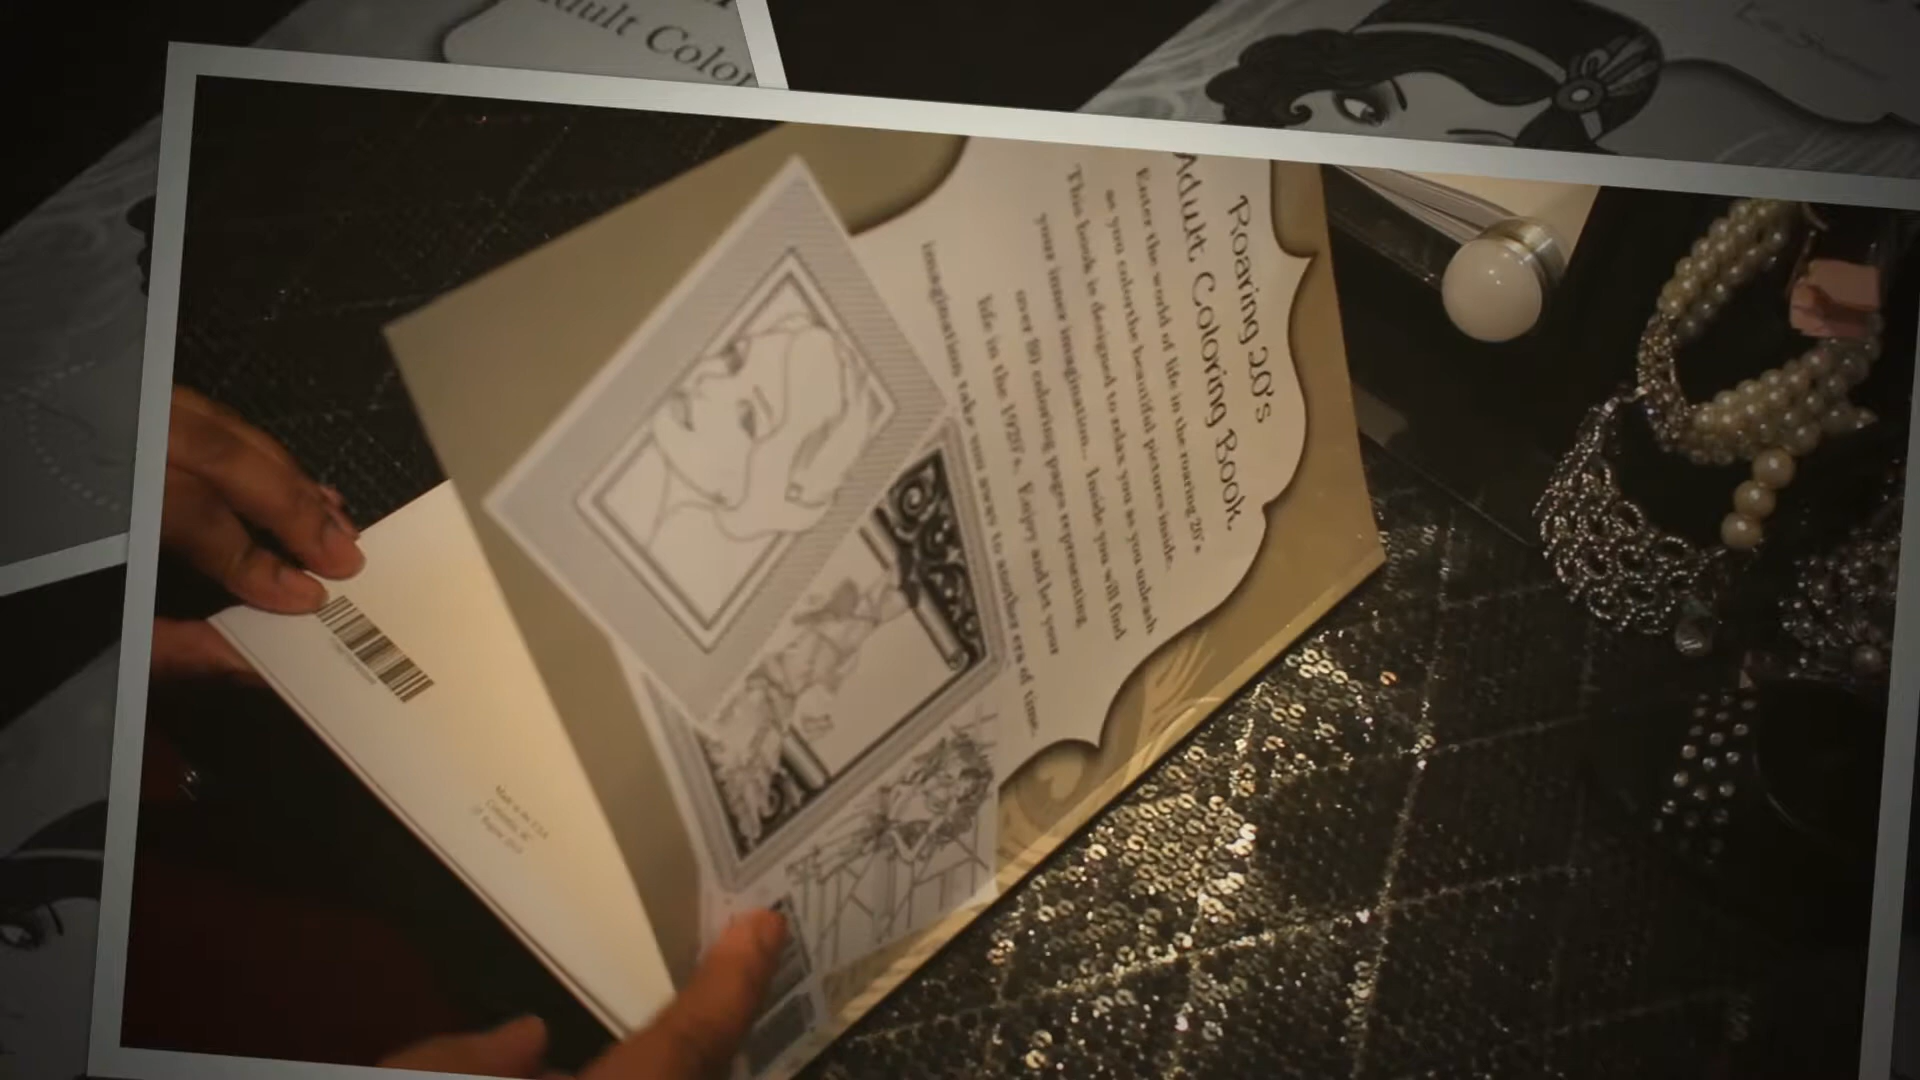 Adult Color
Roaring 20's
Adult Coloring Book.
Enter the world of life in the roaring 20's
as you color the beautiful pictures inside.
This book is designed to relax you as you unleash
your inner imagination... Inside you will find
over 50 coloring pages representing
life in the 1920's. Enjoy and let your
imagination take you away to another era of time.
Made in the USA